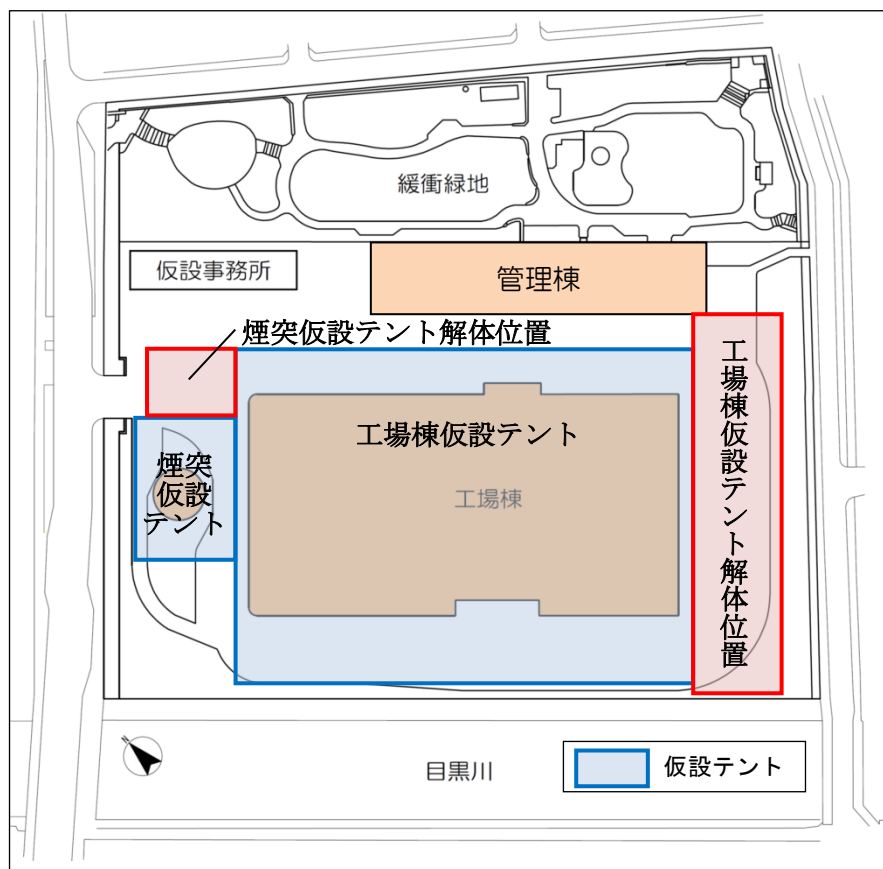 緩衝緑地
仮設事務所
管理棟
煙突仮設テント解体位置
工場棟仮設テント
工場棟
煙突
仮設
テント
工場棟仮設テント解体位置
目黒川
仮設テント